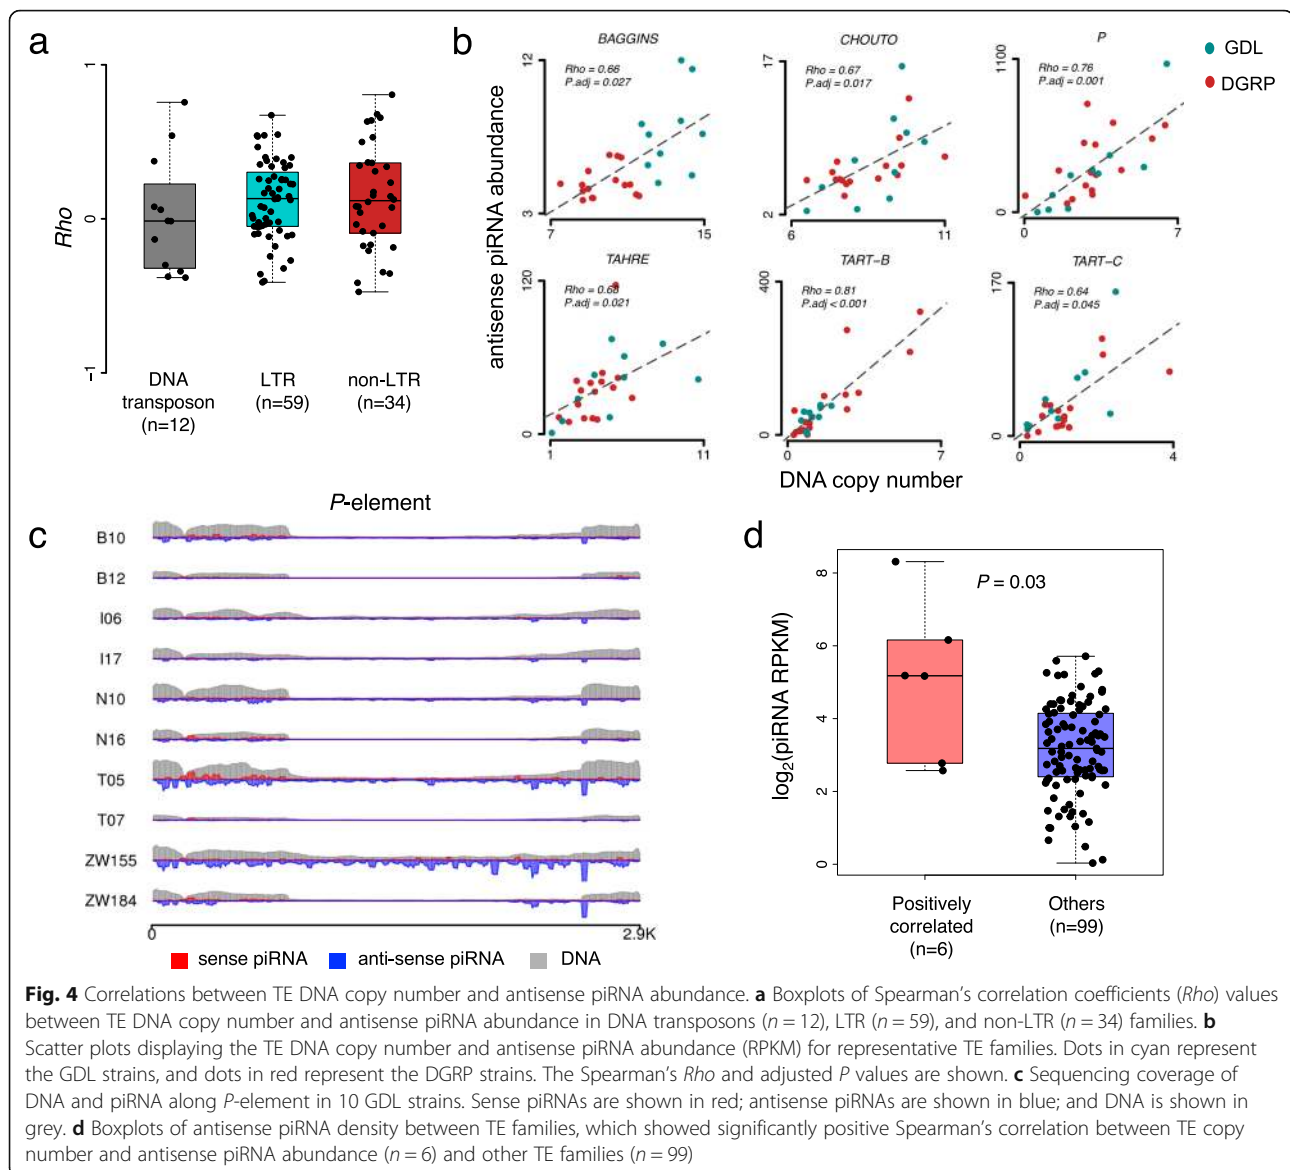 a
1
0
−1
Rho
DNA
transposon
(n=12)
LTR
(n=59)
non-LTR
(n=34)
b
antisense piRNA abundance
BAGGINS
Rho = 0.66
P.adj = 0.027
12
3
7
15
CHOUTO
Rho = 0.67
P.adj = 0.017
17
2
6
11
P
Rho = 0.76
P.adj = 0.001
1100
0
0
7
GDL
DGRP
TAHRE
Rho = 0.68
P.adj = 0.021
120
0
1
11
TART−B
Rho = 0.81
P.adj < 0.001
400
0
0
7
TART−C
Rho = 0.64
P.adj = 0.045
170
0
0
4
DNA copy number
c
P-element
B10
B12
I06
I17
N10
N16
T05
T07
ZW155
ZW184
0
2.9K
sense piRNA
anti-sense piRNA
DNA
d
log2(piRNA RPKM)
8
6
4
2
0
P = 0.03
Positively
correlated
(n=6)
Others
(n=99)
Fig. 4 Correlations between TE DNA copy number and antisense piRNA abundance. a Boxplots of Spearman's correlation coefficients (Rho) values
between TE DNA copy number and antisense piRNA abundance in DNA transposons (n = 12), LTR (n = 59), and non-LTR (n = 34) families. b
Scatter plots displaying the TE DNA copy number and antisense piRNA abundance (RPKM) for representative TE families. Dots in cyan represent
the GDL strains, and dots in red represent the DGRP strains. The Spearman's Rho and adjusted P values are shown. c Sequencing coverage of
DNA and piRNA along P-element in 10 GDL strains. Sense piRNAs are shown in red; antisense piRNAs are shown in blue; and DNA is shown in
grey. d Boxplots of antisense piRNA density between TE families, which showed significantly positive Spearman's correlation between TE copy
number and antisense piRNA abundance (n = 6) and other TE families (n = 99)